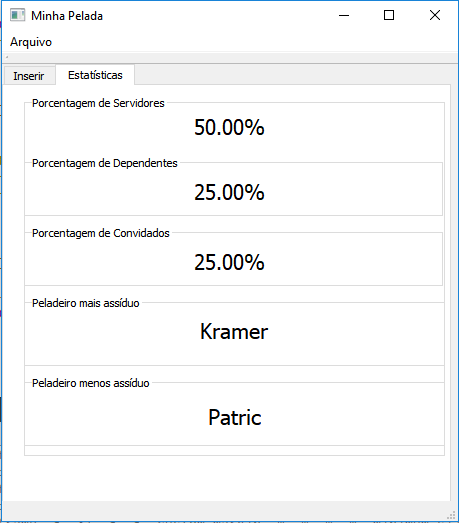 Minha Pelada
Arquivo
Inserir
Estatísticas
Porcentagem de Servidores
50.00%
Porcentagem de Dependentes
25.00%
Porcentagem de Convidados
25.00%
Peladeiro mais assíduo
Kramer
Peladeiro menos assíduo
Patric